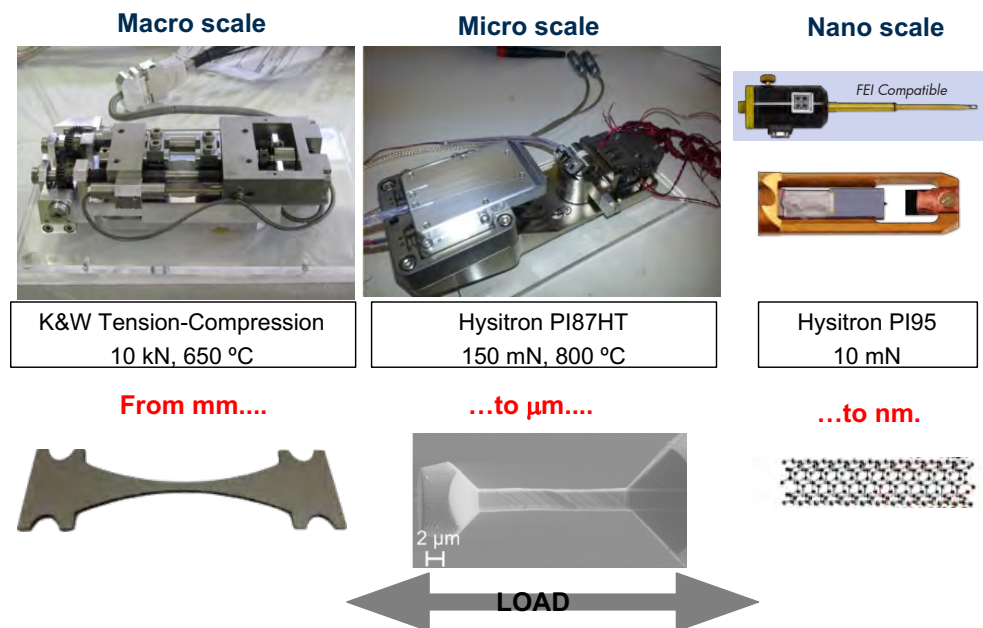 Macro scale
Micro scale
Nano scale
FEI Compatible
K&W Tension-Compression
10 kN, 650 ºC
Hysitron PI87HT
150 mN, 800 ºC
Hysitron PI95
10 mN
From mm....
…to μm....
…to nm.
2 μm
LOAD